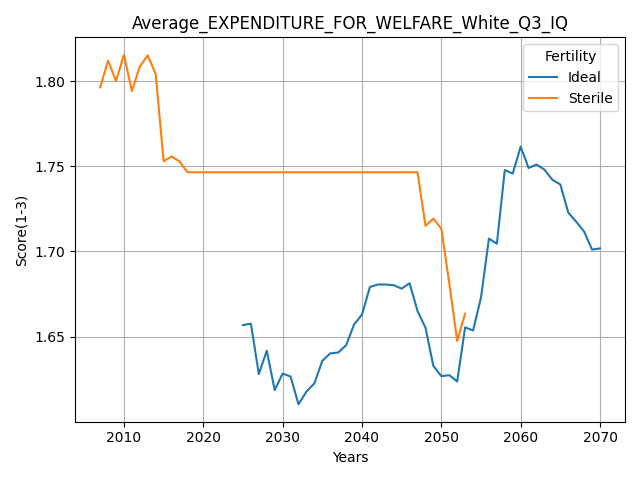 Average_EXPENDITURE_FOR_WELFARE_White_Q3_IQ
Fertility
Ideal
Sterile
Score(1-3)
1.80
1.75
1.70
1.65
2010 2020 2030 2040 2050 2060 2070
Years